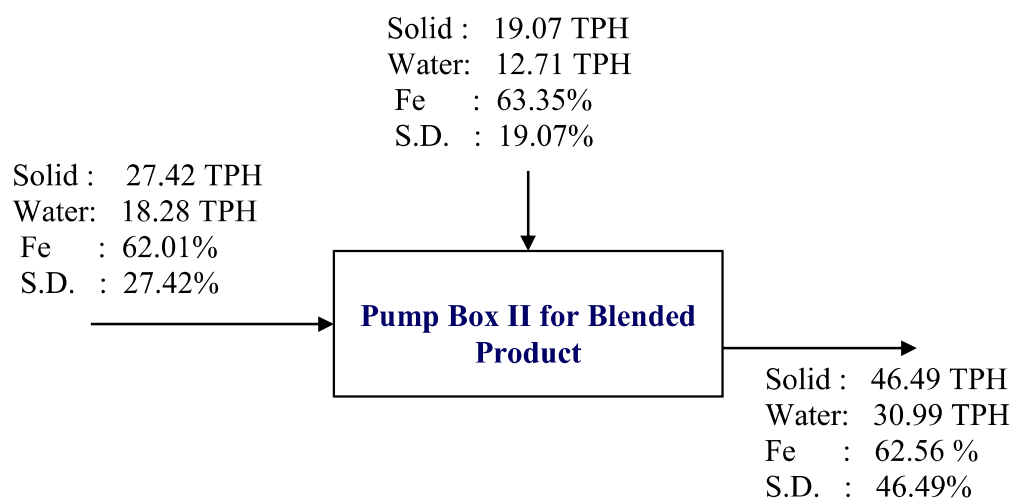 Solid : 19.07 TPH
Water: 12.71 TPH
Fe : 63.35%
S.D. : 19.07%
Solid : 27.42 TPH
Water: 18.28 TPH
Fe : 62.01%
S.D. : 27.42%
Pump Box II for Blended
Product
Solid : 46.49 TPH
Water: 30.99 TPH
Fe : 62.56 %
S.D. : 46.49%